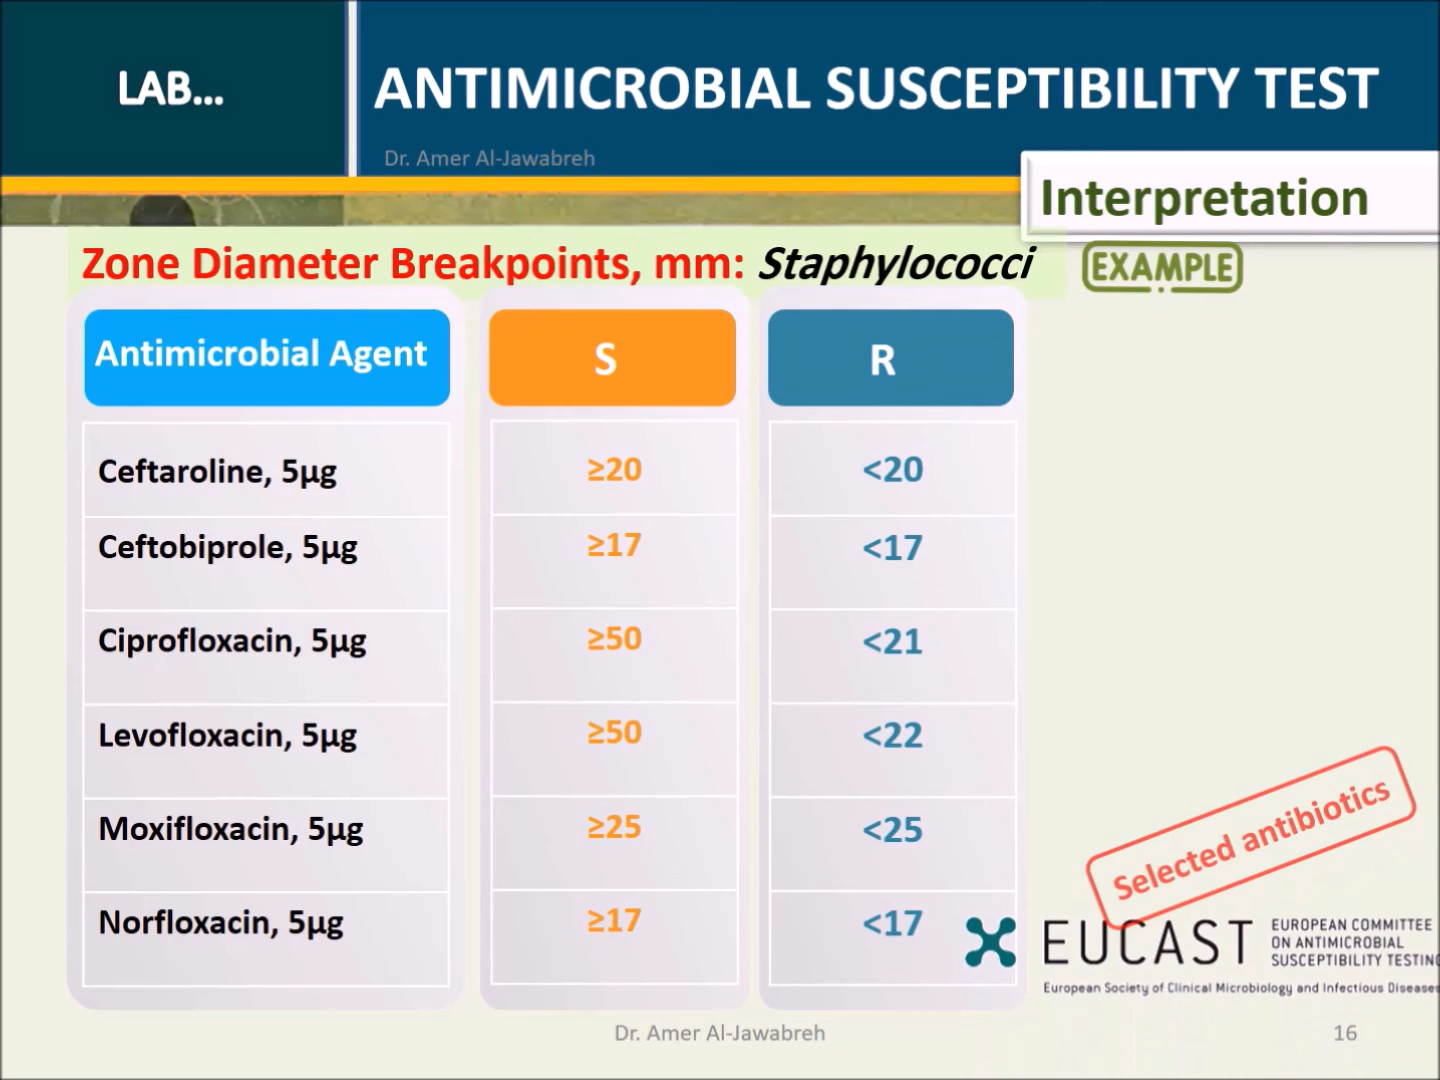 LAB...
ANTIMICROBIAL SUSCEPTIBILITY TEST
Dr. Amer Al-Jawabreh
Interpretation
Zone Diameter Breakpoints, mm: Staphylococci
EXAMPLE
Antimicrobial Agent S R
Ceftaroline, 5µg ≥20 <20
Ceftobiprole, 5µg ≥17 <17
Ciprofloxacin, 5µg ≥50 <21
Levofloxacin, 5µg ≥50 <22
Moxifloxacin, 5µg ≥25 <25
Norfloxacin, 5µg ≥17 <17
Selected antibiotics
EUCAST
EUROPEAN COMMITTEE
ON ANTIMICROBIAL
SUSCEPTIBILITY TESTING
European Society of Clinical Microbiology and Infectious Diseases
Dr. Amer Al-Jawabreh
16